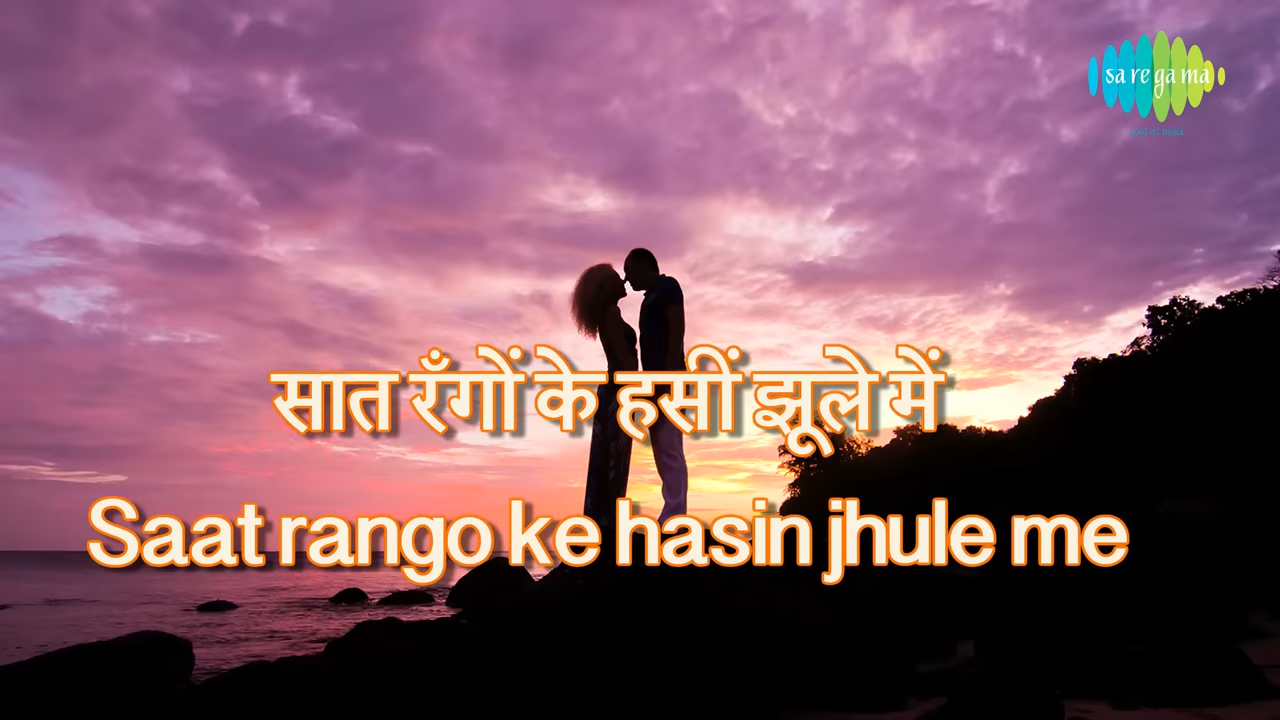 sa re ga ma
सात रँगों के हसीं झूले में
Saat rango ke hasin jhule me